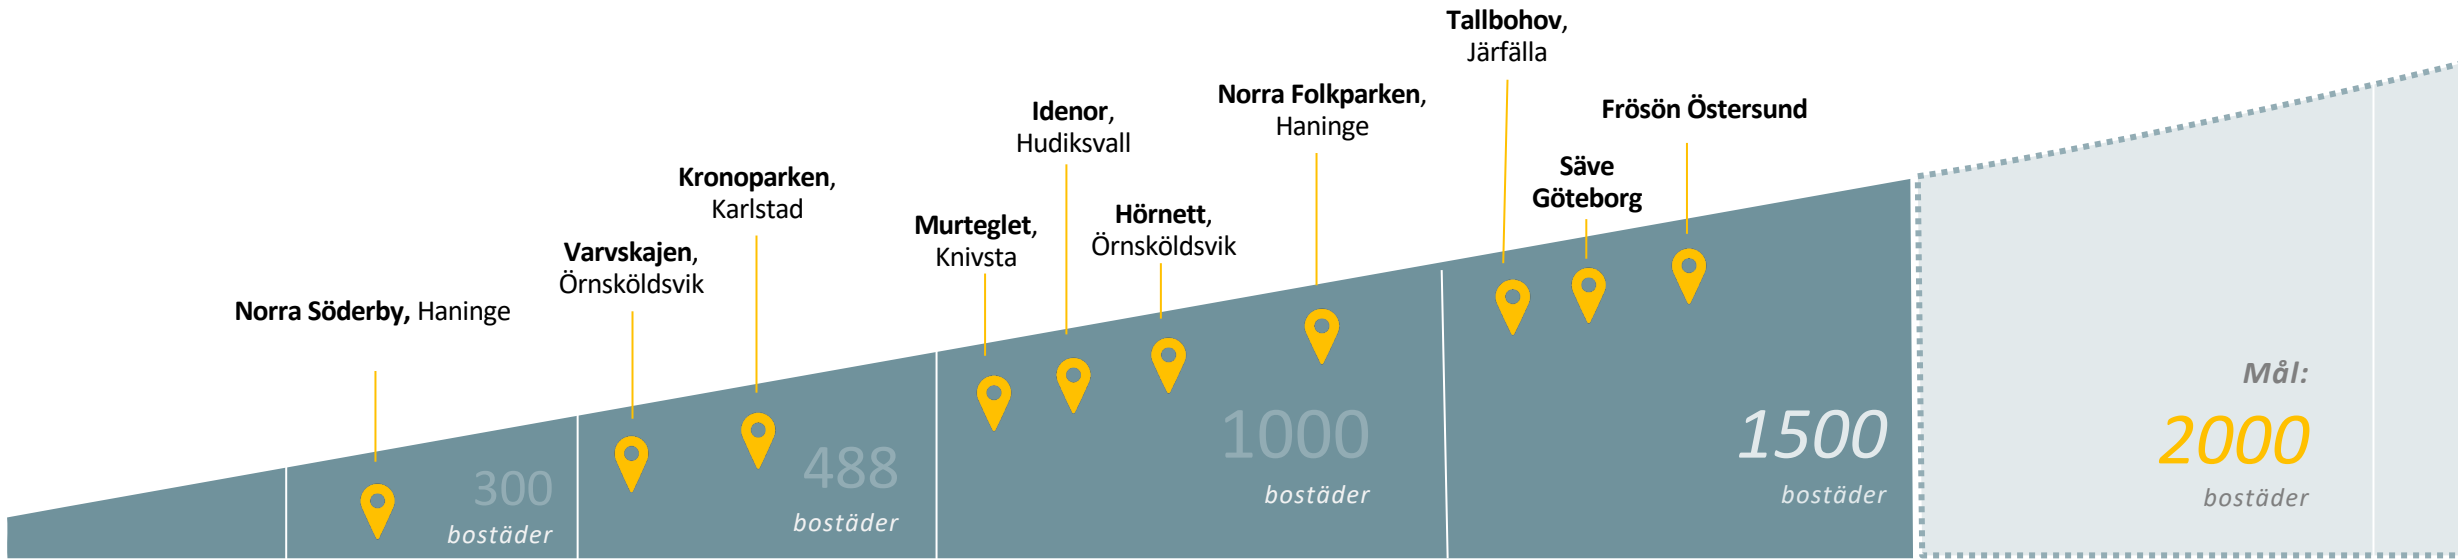 Norra Söderby, Haninge
Varvskajen,
Örnsköldsvik
Kronoparken,
Karlstad
Murteglet,
Knivsta
Idenor,
Hudiksvall
Hörnett,
Örnsköldsvik
Norra Folkparken,
Haninge
Tallbohov,
Järfälla
Säve
Göteborg
Frösön Östersund
300
bostäder
488
bostäder
1000
bostäder
1500
bostäder
Mål:
2000
bostäder